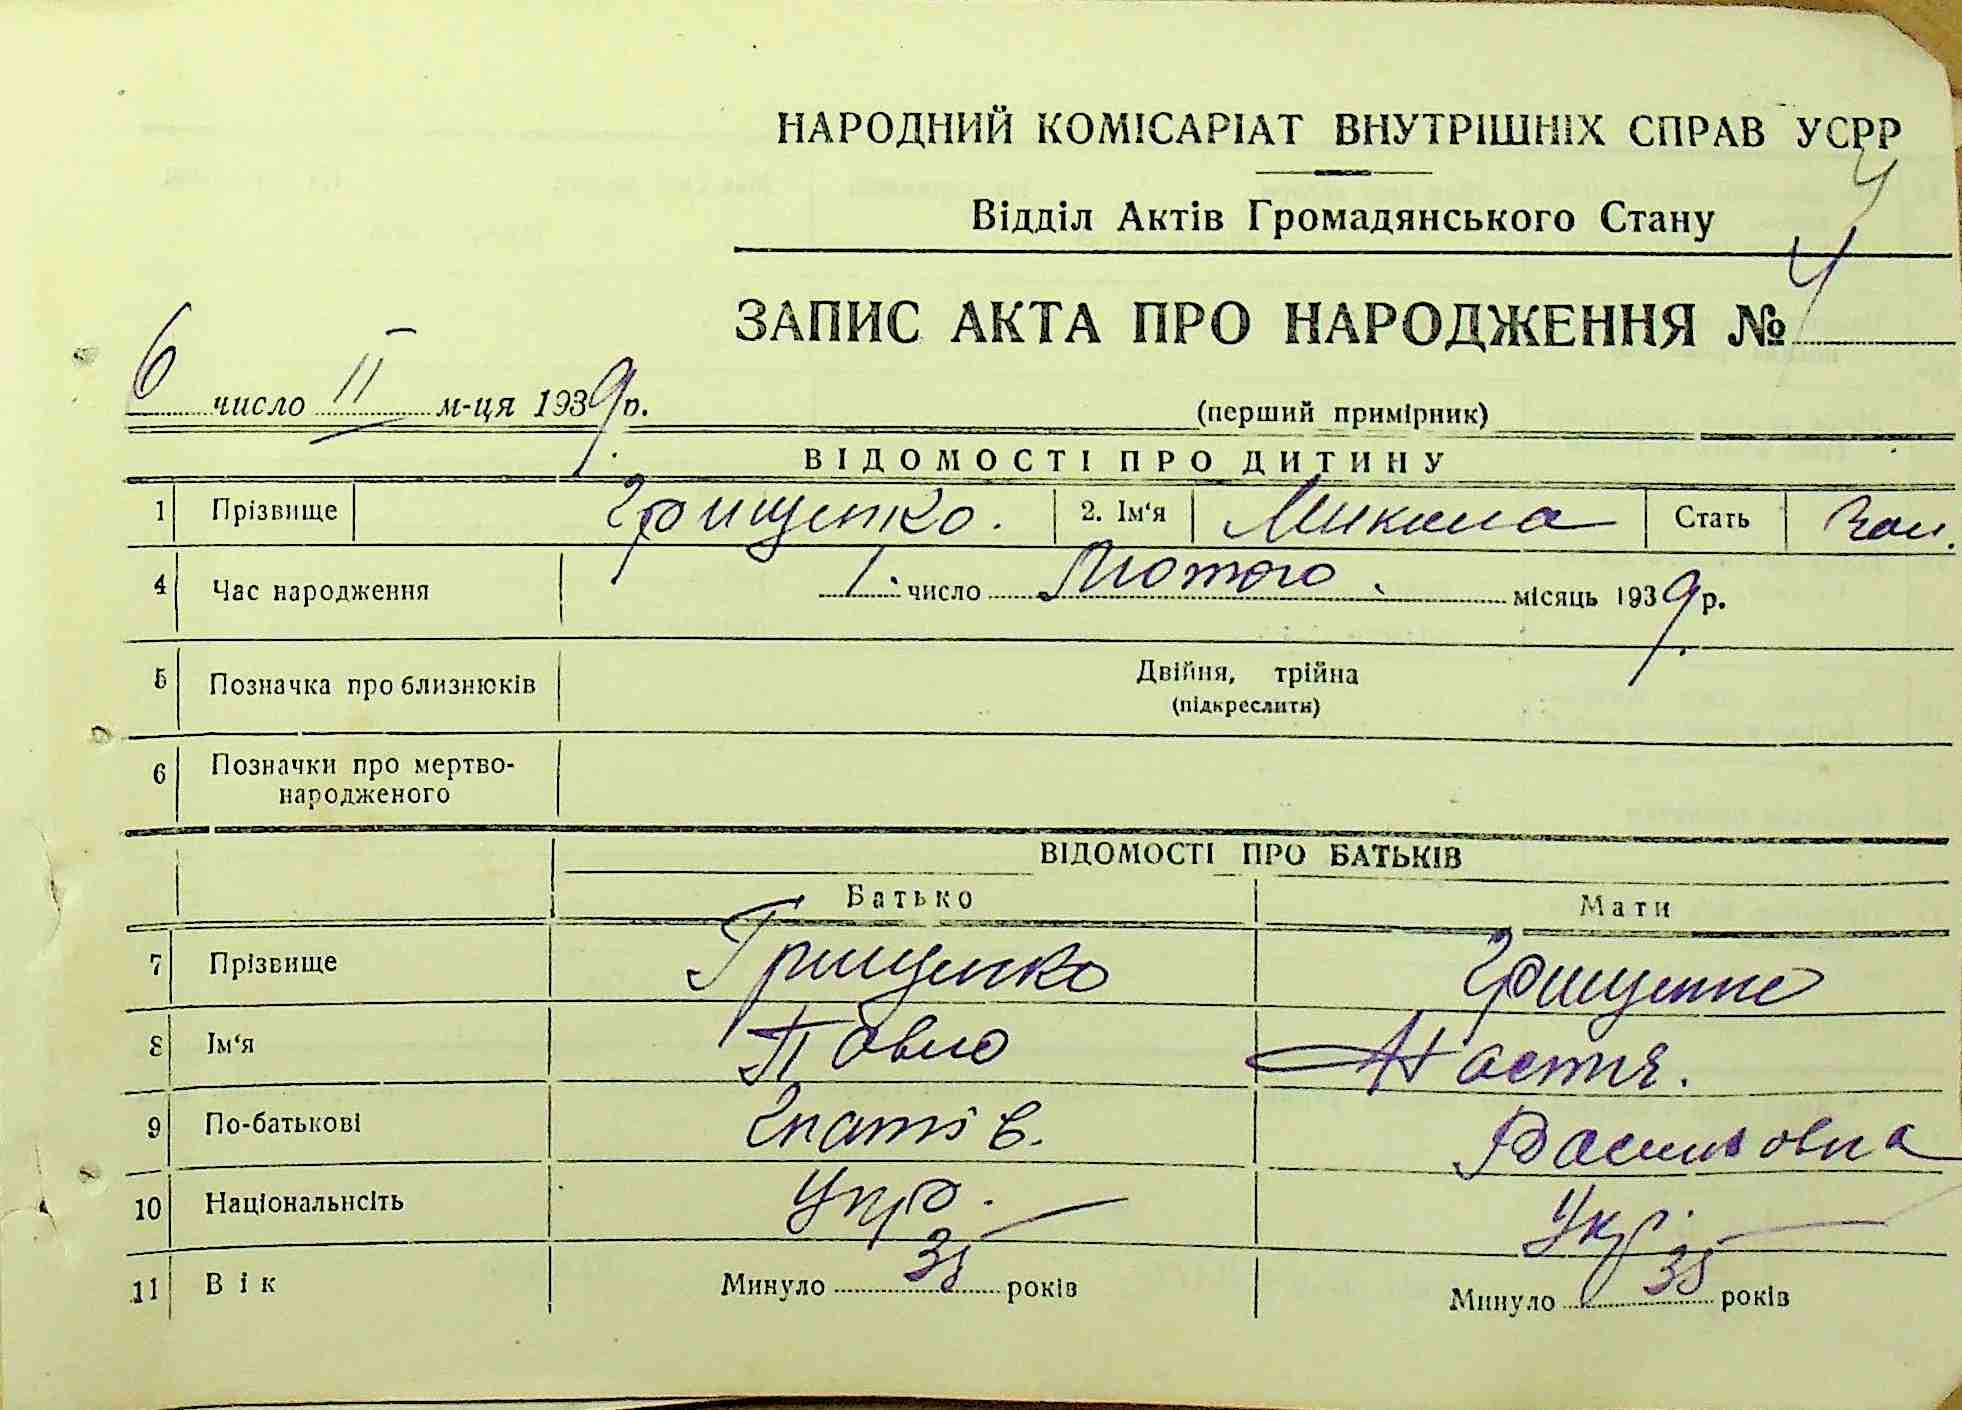 НАРОДНИЙ КОМІСАРІАТ ВНУТРІШНІХ СПРАВ УСРР
4
Відділ Актів Громадянського Стану
ЗАПИС АКТА ПРО НАРОДЖЕННЯ № 4
6 число II м-ця 1939 р.
(перший примірник)
ВІДОМОСТІ ПРО ДИТИНУ
1 Прізвище Грищенко. 2. Ім'я Микола Стать чол.
4 Час народження 1. число Лютого. місяць 1939 р.
5 Позначка про близнюків Двійня, трійна
(підкреслити)
6 Позначки про мертво-
народженого
ВІДОМОСТІ ПРО БАТЬКІВ
Батько Мати
7 Прізвище Грищенко Грищенко
8 Ім'я Павло Настя.
9 По-батькові Гнатів. Васильовна
10 Національнсіть Укр. Укр.
11 Вік Минуло 35 років Минуло 35 років